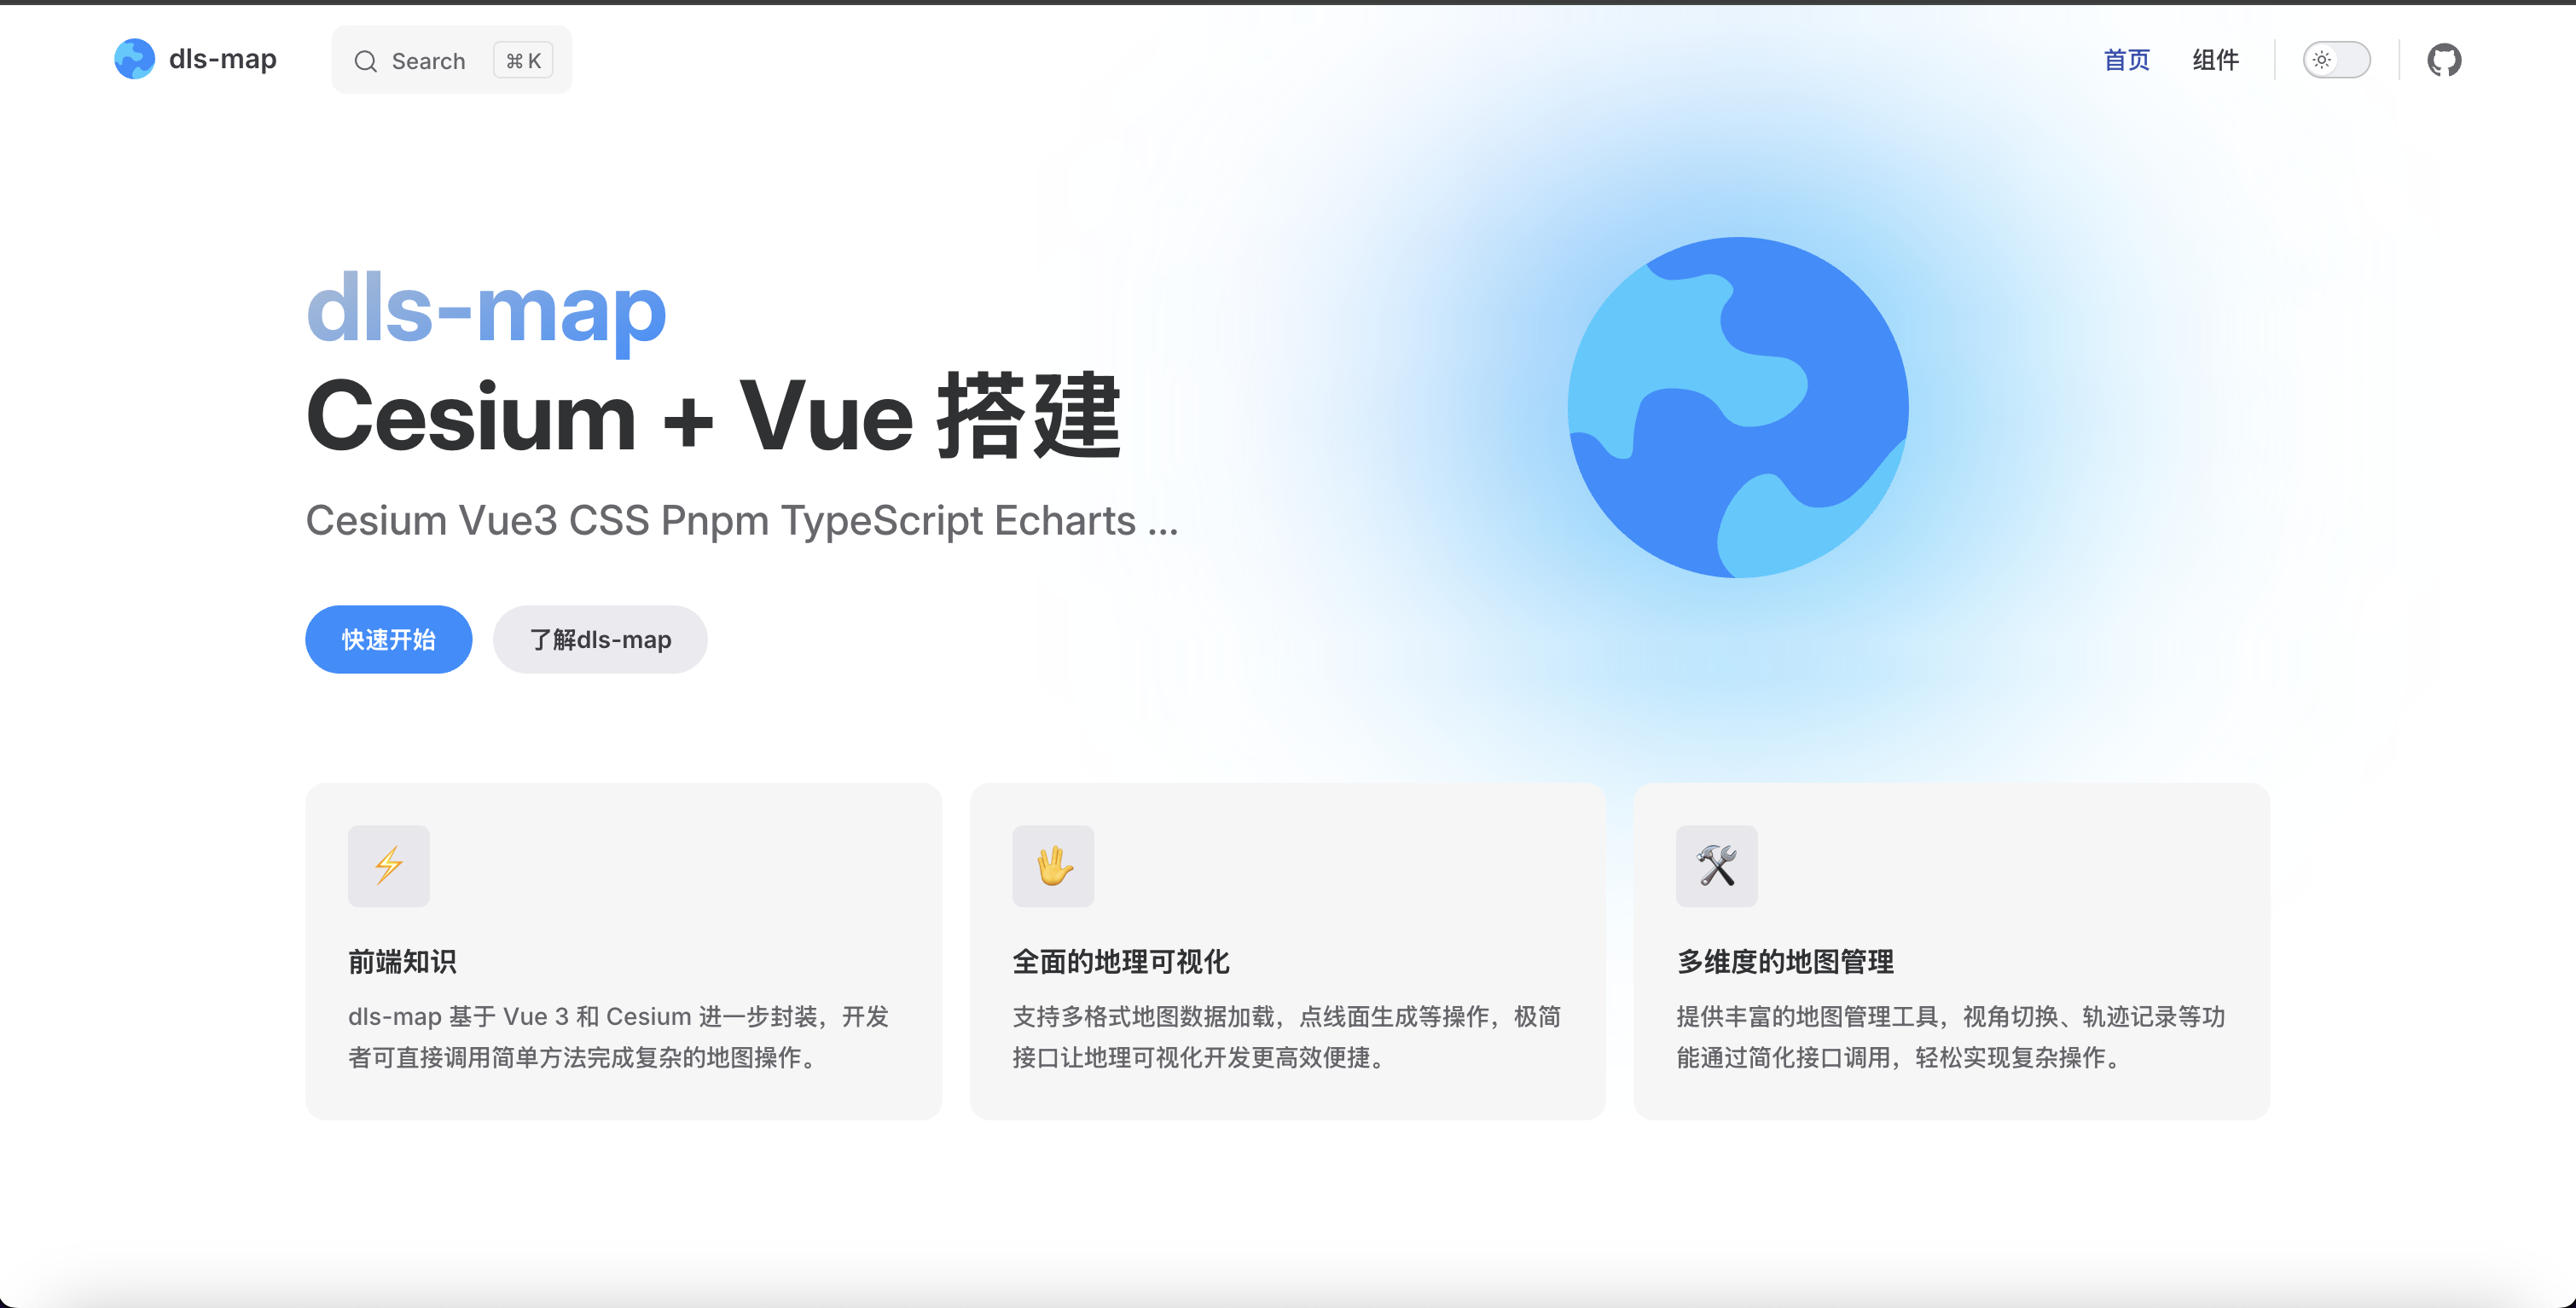 dls-map
Search ⌘ K
首页 组件
dls-map
Cesium + Vue 搭建
Cesium Vue3 CSS Pnpm TypeScript Echarts ...
快速开始
了解dls-map
前端知识
dls-map 基于 Vue 3 和 Cesium 进一步封装，开发
者可直接调用简单方法完成复杂的地图操作。
全面的地理可视化
支持多格式地图数据加载，点线面生成等操作，极简
接口让地理可视化开发更高效便捷。
多维度的地图管理
提供丰富的地图管理工具，视角切换、轨迹记录等功
能通过简化接口调用，轻松实现复杂操作。